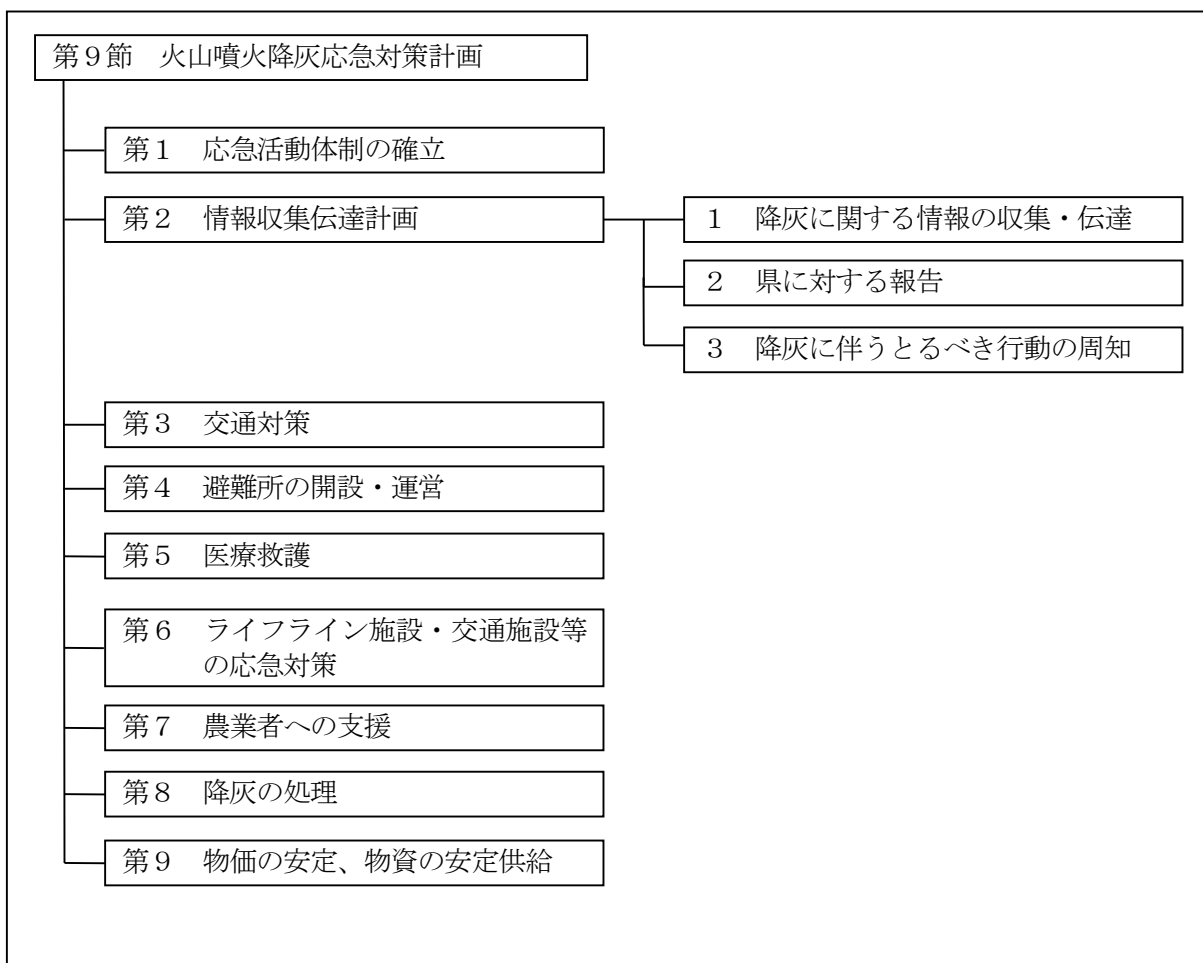 第９節　火山噴火降灰応急対策計画
第１　応急活動体制の確立
第２　情報収集伝達計画
１　降灰に関する情報の収集・伝達
２　県に対する報告
３　降灰に伴うとるべき行動の周知
第３　交通対策
第４　避難所の開設・運営
第５　医療救護
第６　ライフライン施設・交通施設等
の応急対策
第７　農業者への支援
第８　降灰の処理
第９　物価の安定、物資の安定供給